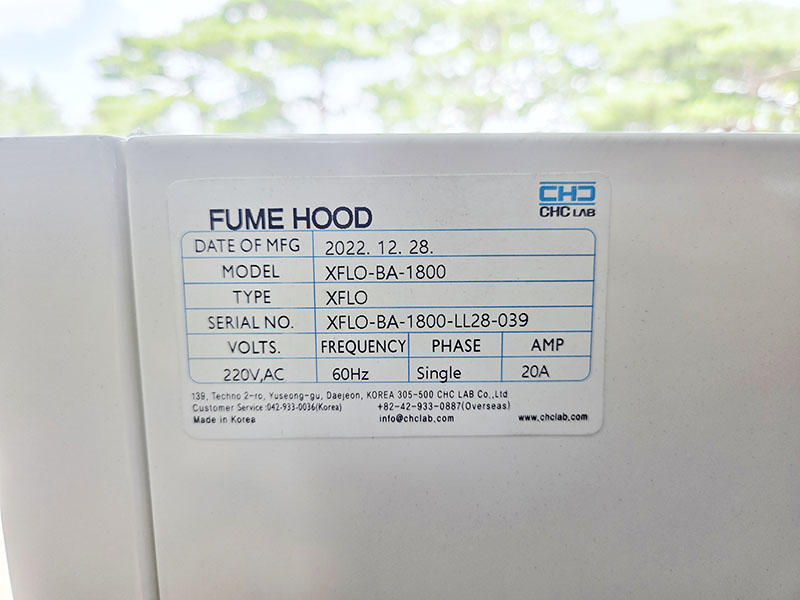 CHC
CHC LAB
FUME HOOD
DATE OF MFG 2022. 12. 28.
MODEL XFLO-BA-1800
TYPE XFLO
SERIAL NO. XFLO-BA-1800-LL28-039
VOLTS. FREQUENCY PHASE AMP
220V,AC 60Hz Single 20A
139, Techno 2-ro, Yuseong-gu, Daejeon, KOREA 305-500 CHC LAB Co.,Ltd
Customer Service :042-933-0036(Korea) +82-42-933-0887(Overseas)
Made in Korea info@chclab.com www.chclab.com